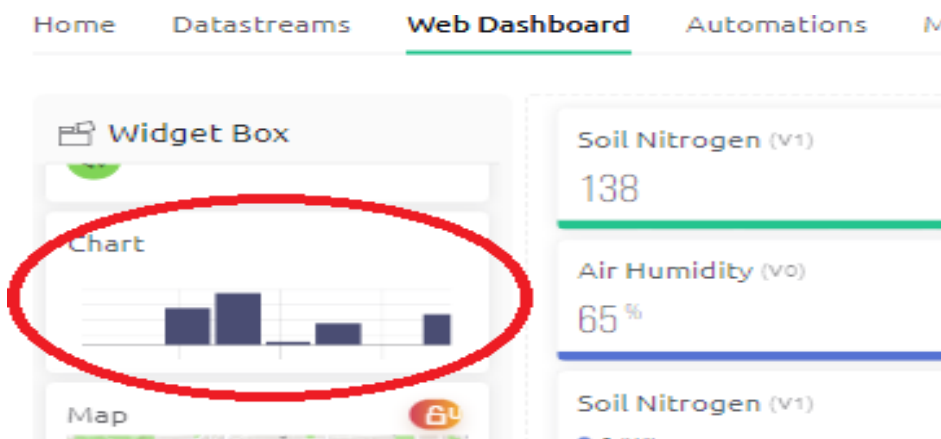 Home Datastreams Web Dashboard Automations
Widget Box
Chart
Map
Soil Nitrogen (V1)
138
Air Humidity (V0)
65 %
Soil Nitrogen (V1)